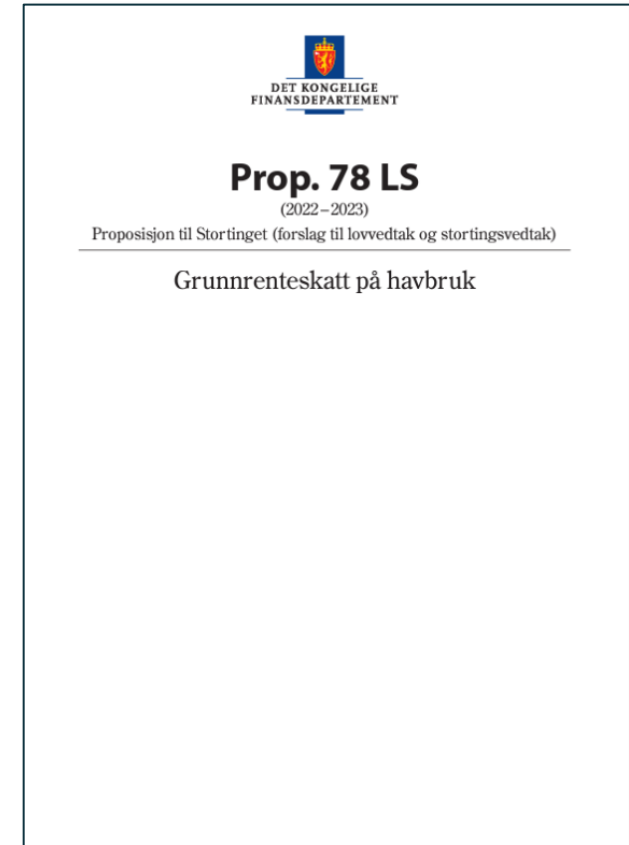 DET KONGELIGE
FINANSDEPARTEMENT
Prop. 78 LS
(2022–2023)
Proposisjon til Stortinget (forslag til lovvedtak og stortingsvedtak)
Grunnrenteskatt på havbruk